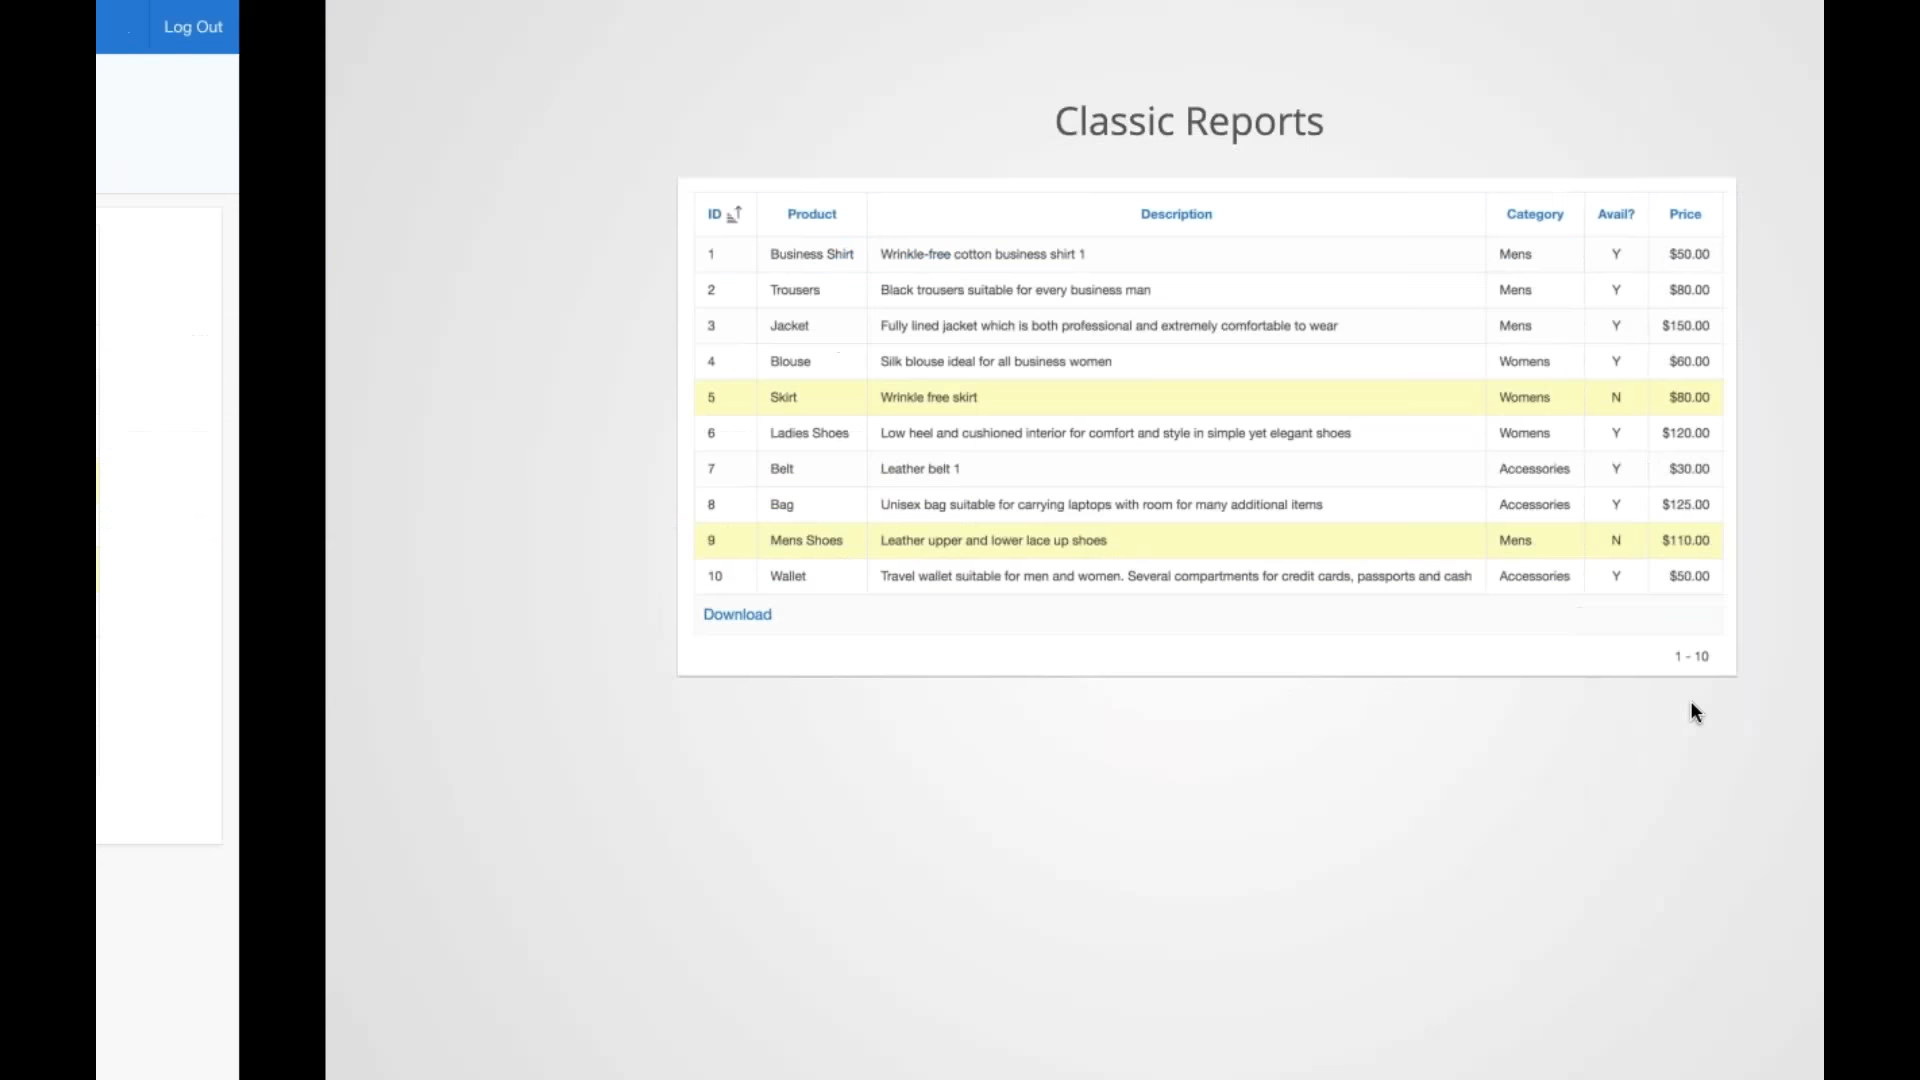 Log Out
Classic Reports
ID Product Description Category Avail? Price
1 Business Shirt Wrinkle-free cotton business shirt 1 Mens Y $50.00
2 Trousers Black trousers suitable for every business man Mens Y $80.00
3 Jacket Fully lined jacket which is both professional and extremely comfortable to wear Mens Y $150.00
4 Blouse Silk blouse ideal for all business women Womens Y $60.00
5 Skirt Wrinkle free skirt Womens N $80.00
6 Ladies Shoes Low heel and cushioned interior for comfort and style in simple yet elegant shoes Womens Y $120.00
7 Belt Leather belt 1 Accessories Y $30.00
8 Bag Unisex bag suitable for carrying laptops with room for many additional items Accessories Y $125.00
9 Mens Shoes Leather upper and lower lace up shoes Mens N $110.00
10 Wallet Travel wallet suitable for men and women. Several compartments for credit cards, passports and cash Accessories Y $50.00
Download
1 - 10